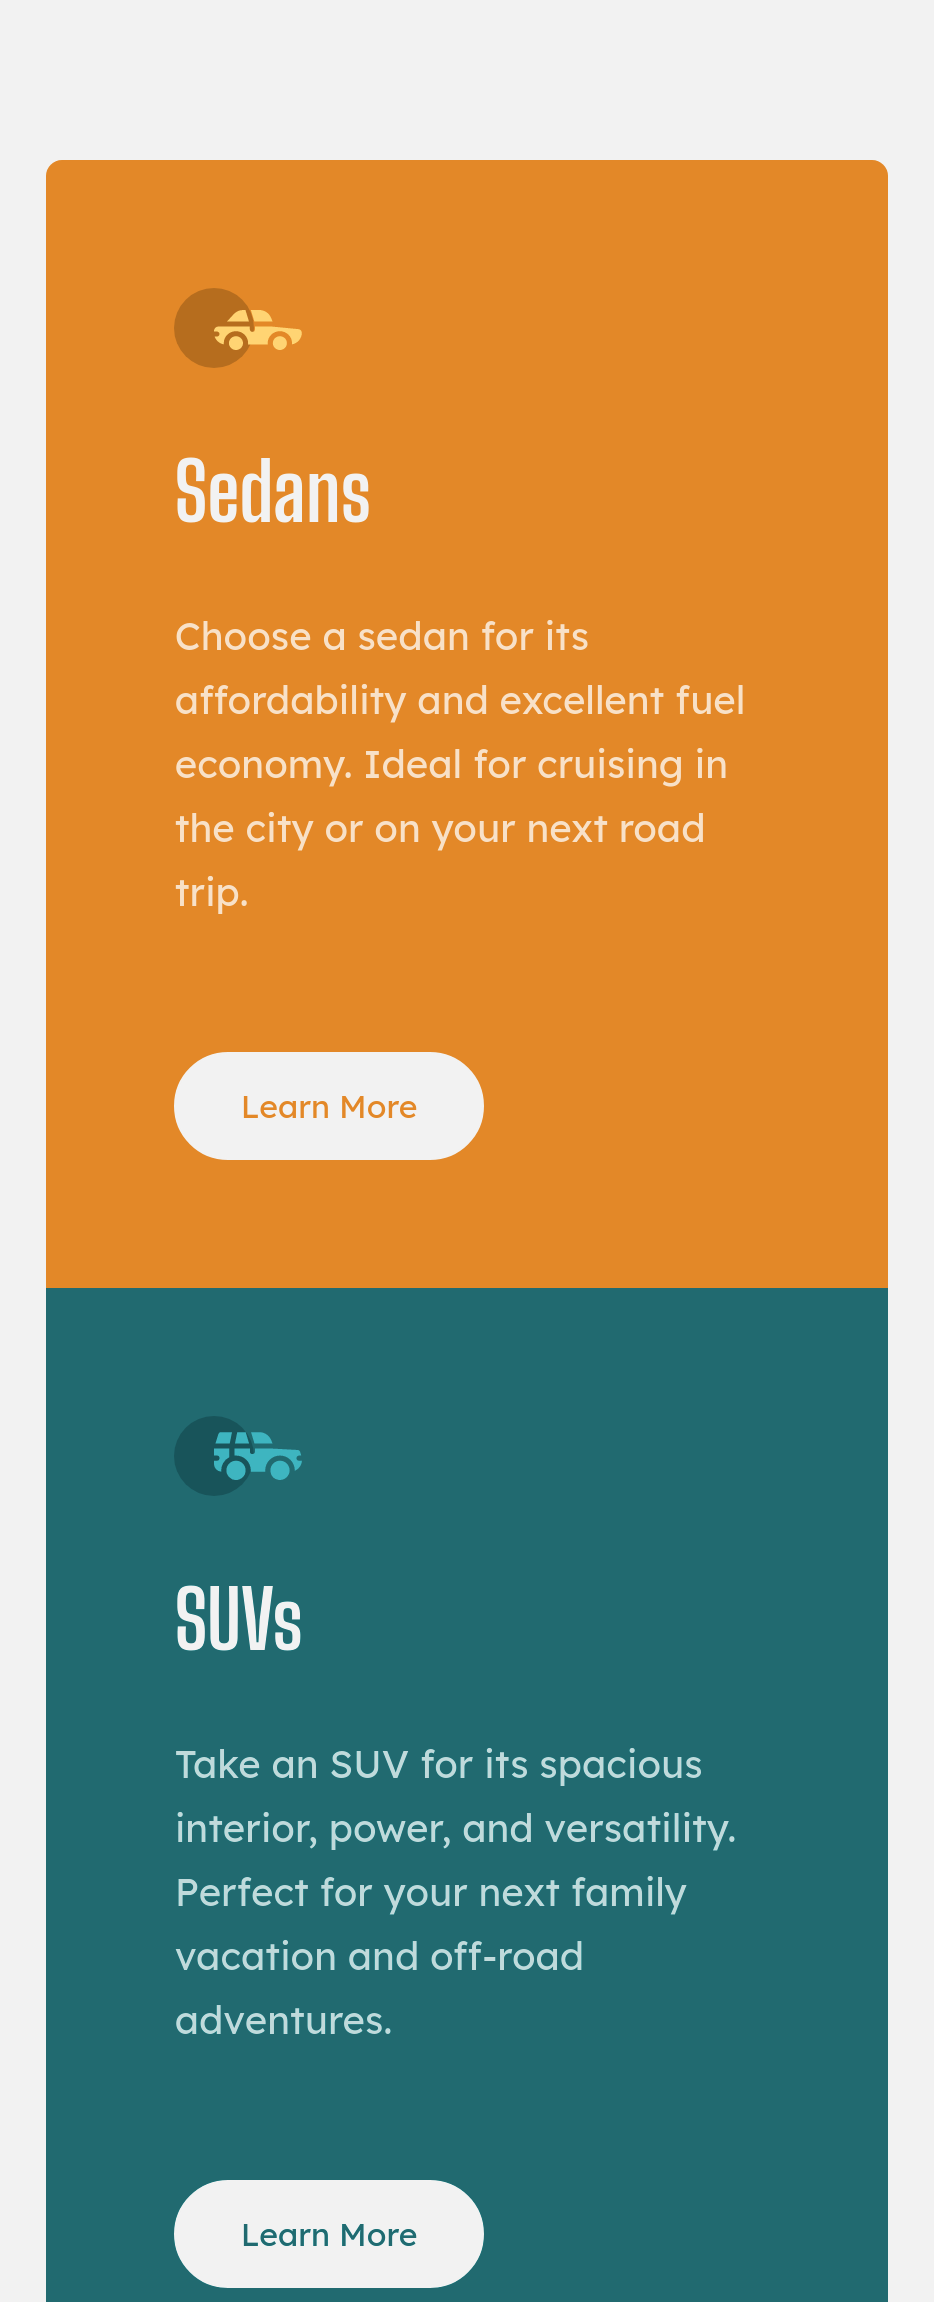 Sedans
Choose a sedan for its
affordability and excellent fuel
economy. Ideal for cruising in
the city or on your next road
trip.
Learn More
SUVs
Take an SUV for its spacious
interior, power, and versatility.
Perfect for your next family
vacation and off-road
adventures.
Learn More